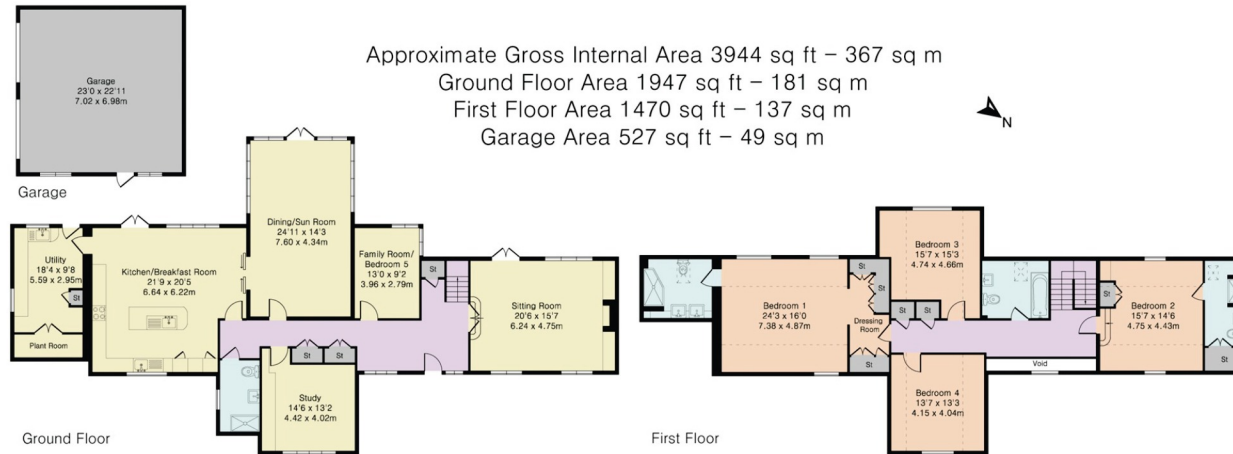 Approximate Gross Internal Area 3944 sq ft – 367 sq m
Ground Floor Area 1947 sq ft – 181 sq m
First Floor Area 1470 sq ft – 137 sq m
Garage Area 527 sq ft – 49 sq m
N
Garage
23'0 x 22'11
7.02 x 6.98m
Garage
Utility
18'4 x 9'8
5.59 x 2.95m
St
Plant Room
Kitchen/Breakfast Room
21'9 x 20'5
6.64 x 6.22m
Dining/Sun Room
24'11 x 14'3
7.60 x 4.34m
Family Room/
Bedroom 5
13'0 x 9'2
3.96 x 2.79m
St
Sitting Room
20'6 x 15'7
6.24 x 4.75m
St
St
Study
14'6 x 13'2
4.42 x 4.02m
Ground Floor
Bedroom 1
24'3 x 16'0
7.38 x 4.87m
St
St
Dressing
Room
St
Bedroom 3
15'7 x 15'3
4.74 x 4.66m
St
St
Bedroom 2
15'7 x 14'6
4.75 x 4.43m
St
St
Void
Bedroom 4
13'7 x 13'3
4.15 x 4.04m
First Floor